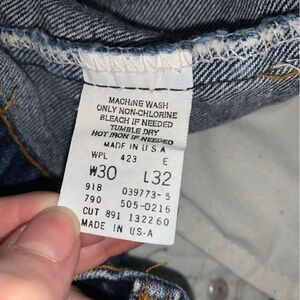 MACHINE WASH
ONLY NON-CHLORINE
BLEACH IF NEEDED
TUMBLE DRY
HOT IRON IF NEEDED
MADE IN U.S.A
WPL 423 E
W30 L32
918 039773-5
790 505-0216
CUT 891 132260
MADE IN U.S.A